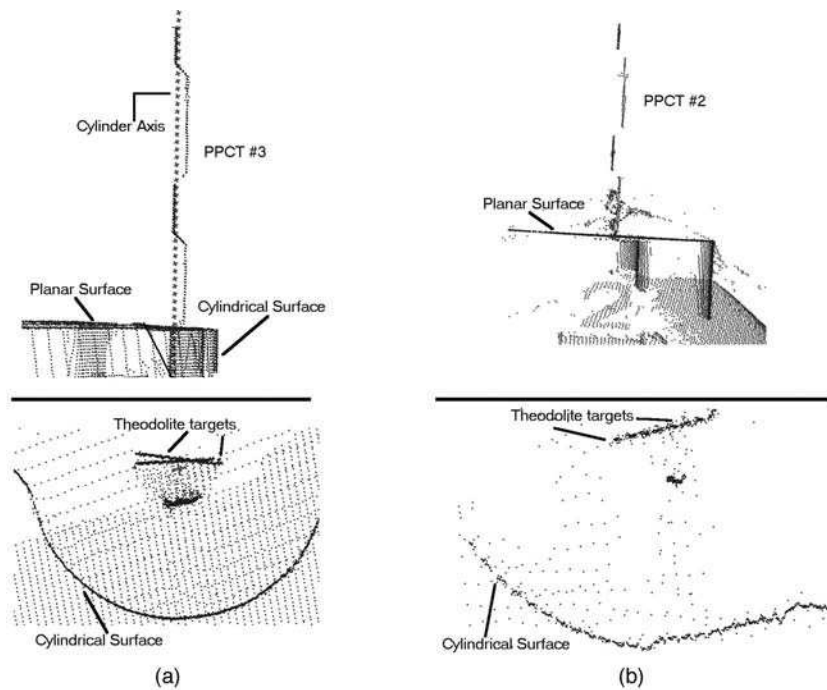 Cylinder Axis
PPCT #3
Planar Surface
Cylindrical Surface
Theodolite targets
Cylindrical Surface
(a)
PPCT #2
Planar Surface
2
Theodolite targets
Cylindrical Surface
(b)